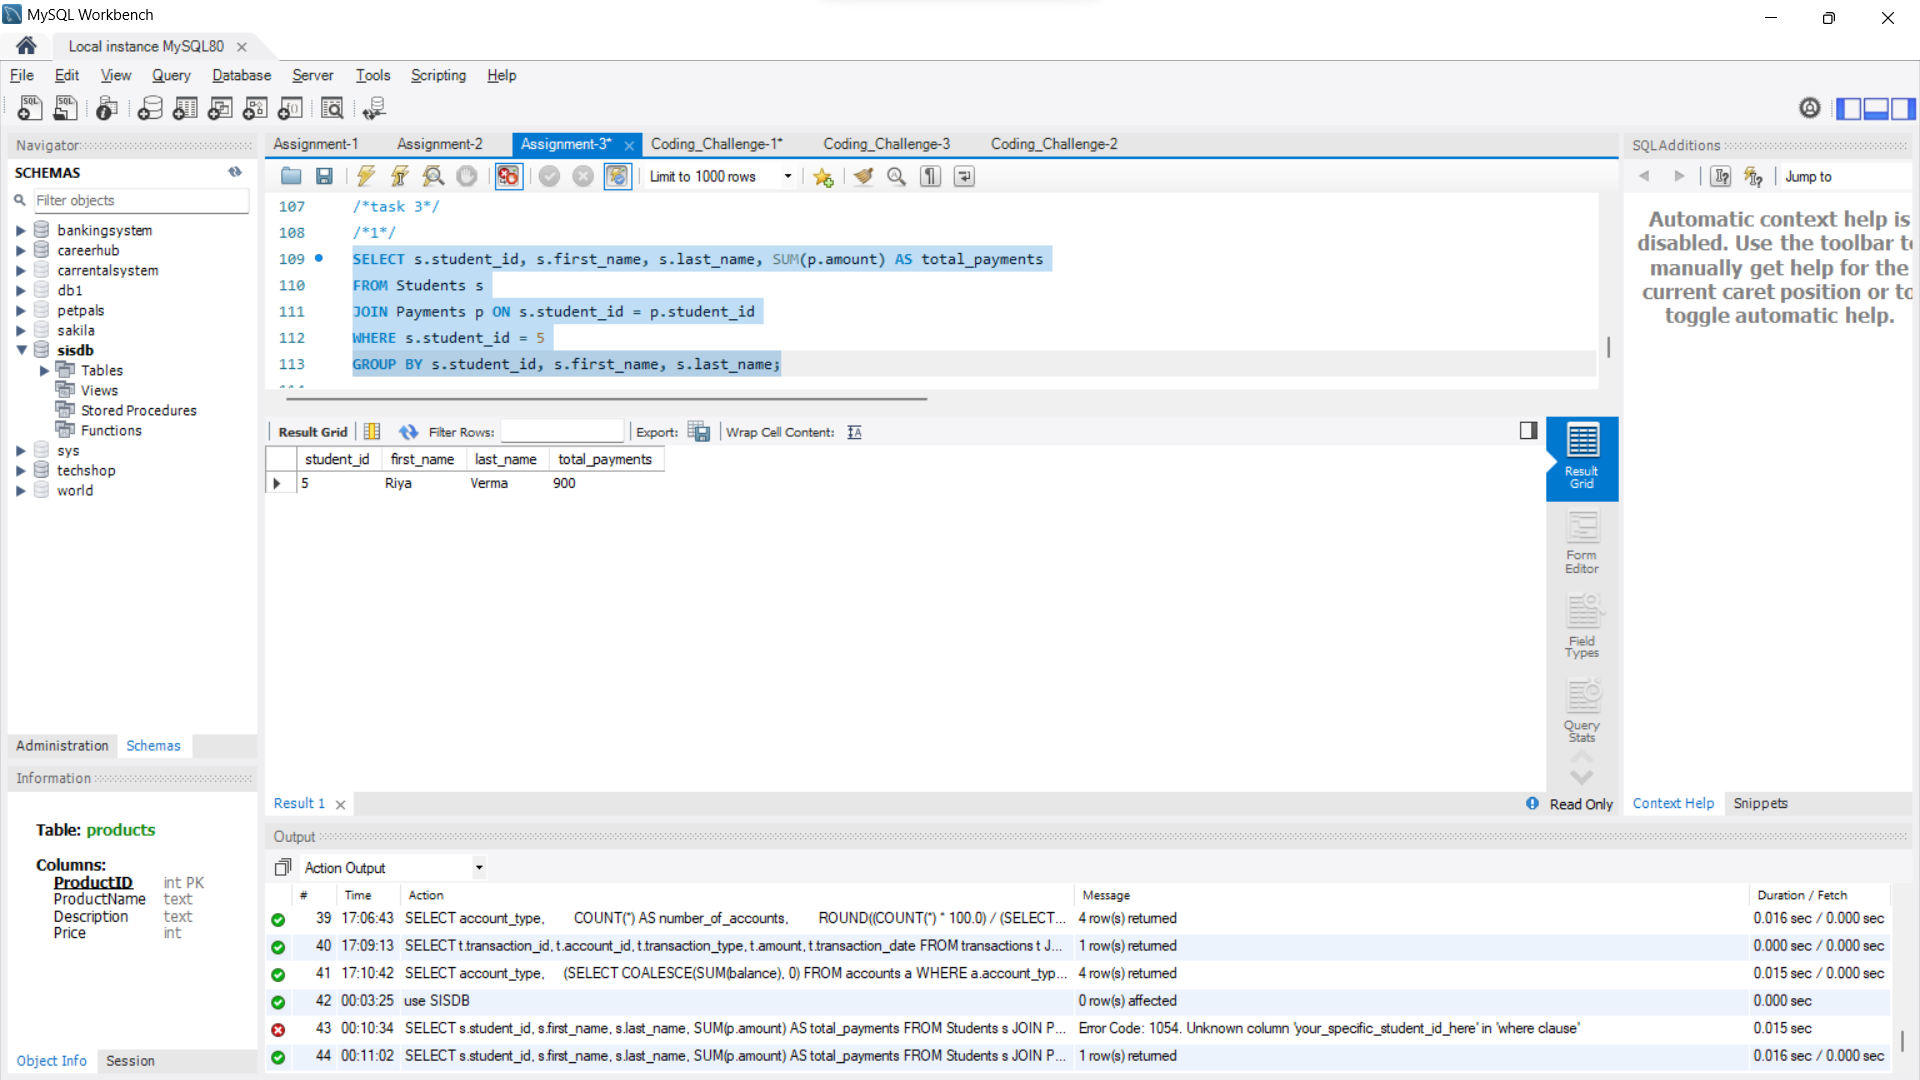 MySQL Workbench
Local instance MySQL80
File Edit View Query Database Server Tools Scripting Help
Navigator
SCHEMAS
Filter objects
bankingsystem
careerhub
carrentalsystem
db1
petpals
sakila
sisdb
Tables
Views
Stored Procedures
Functions
sys
techshop
world
Administration Schemas
Information
Table: products
Columns:
ProductID int PK
ProductName text
Description text
Price int
Object Info Session
Assignment-1 Assignment-2 Assignment-3* Coding_Challenge-1* Coding_Challenge-3 Coding_Challenge-2
Limit to 1000 rows
107 /*task 3*/
108 /*1*/
109 SELECT s.student_id, s.first_name, s.last_name, SUM(p.amount) AS total_payments
110 FROM Students s
111 JOIN Payments p ON s.student_id = p.student_id
112 WHERE s.student_id = 5
113 GROUP BY s.student_id, s.first_name, s.last_name;
Result Grid Filter Rows: Export: Wrap Cell Content:
student_id first_name last_name total_payments
5 Riya Verma 900
Result
Grid
Form
Editor
Field
Types
Query
Stats
Result 1 Read Only
SQLAdditions
Jump to
Automatic context help is
disabled. Use the toolbar to
manually get help for the
current caret position or to
toggle automatic help.
Context Help Snippets
Output
Action Output
# Time Action Message Duration / Fetch
39 17:06:43 SELECT account_type, COUNT(*) AS number_of_accounts, ROUND((COUNT(*) * 100.0) / (SELECT... 4 row(s) returned 0.016 sec / 0.000 sec
40 17:09:13 SELECT t.transaction_id, t.account_id, t.transaction_type, t.amount, t.transaction_date FROM transactions t J... 1 row(s) returned 0.000 sec / 0.000 sec
41 17:10:42 SELECT account_type, (SELECT COALESCE(SUM(balance), 0) FROM accounts a WHERE a.account_typ... 4 row(s) returned 0.015 sec / 0.000 sec
42 00:03:25 use SISDB 0 row(s) affected 0.000 sec
43 00:10:34 SELECT s.student_id, s.first_name, s.last_name, SUM(p.amount) AS total_payments FROM Students s JOIN P... Error Code: 1054. Unknown column 'your_specific_student_id_here' in 'where clause' 0.015 sec
44 00:11:02 SELECT s.student_id, s.first_name, s.last_name, SUM(p.amount) AS total_payments FROM Students s JOIN P... 1 row(s) returned 0.016 sec / 0.000 sec